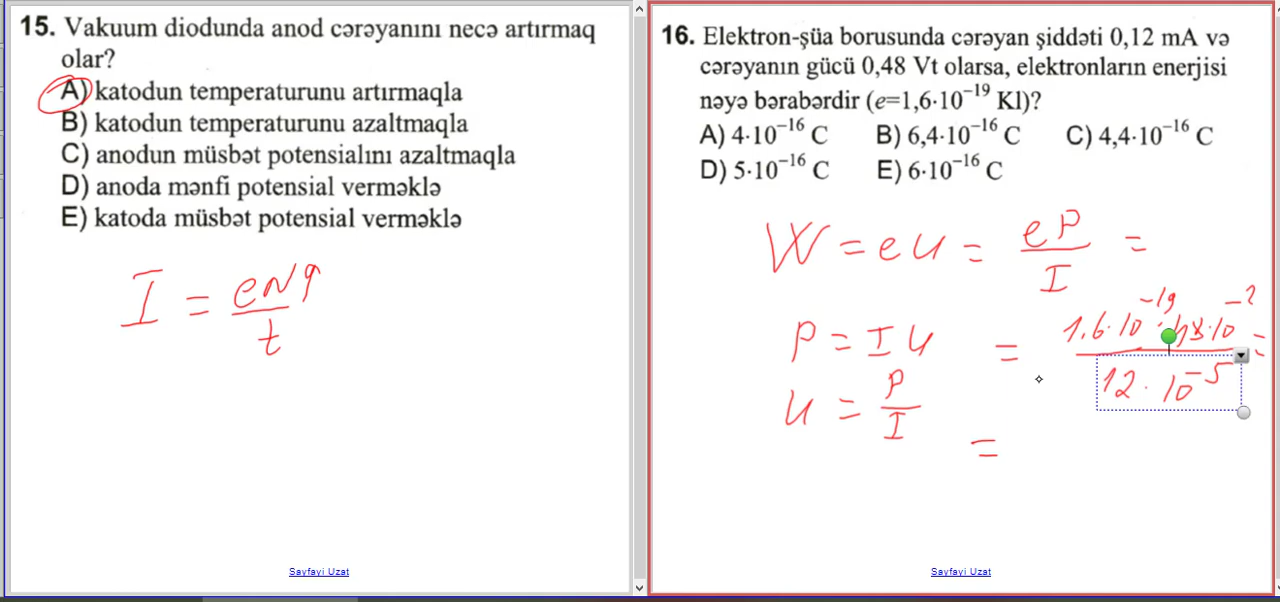 15. Vakuum diodunda anod cərəyanını necə artırmaq
olar?
A) katodun temperaturunu artırmaqla
B) katodun temperaturunu azaltmaqla
C) anodun müsbət potensialını azaltmaqla
D) anoda mənfi potensial verməklə
E) katoda müsbət potensial verməklə
I = eN/t
Sayfayi Uzat
16. Elektron-şüa borusunda cərəyan şiddəti 0,12 mA və
cərəyanın gücü 0,48 Vt olarsa, elektronların enerjisi
nəyə bərabərdir (e=1,6·10⁻¹⁹ Kl)?
A) 4·10⁻¹⁶ C B) 6,4·10⁻¹⁶ C C) 4,4·10⁻¹⁶ C
D) 5·10⁻¹⁶ C E) 6·10⁻¹⁶ C
W = eU = eP/I =
P = IU
= 1,6·10⁻¹⁹·48·10⁻²/12·10⁻⁵ =
U = P/I
=
Sayfayi Uzat